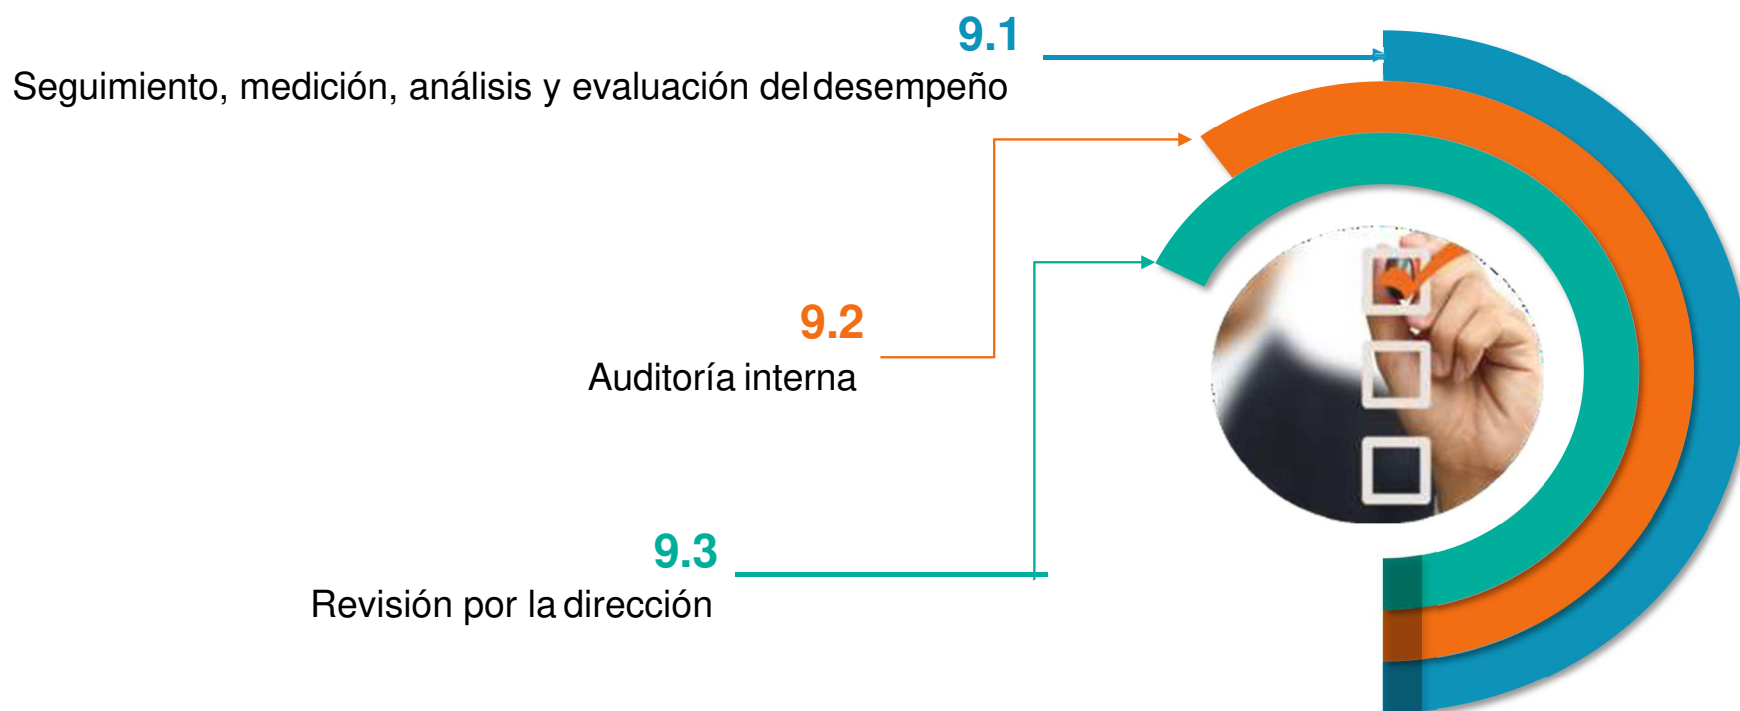 9.1
Seguimiento, medición, análisis y evaluación del desempeño
9.2
Auditoría interna
9.3
Revisión por la dirección